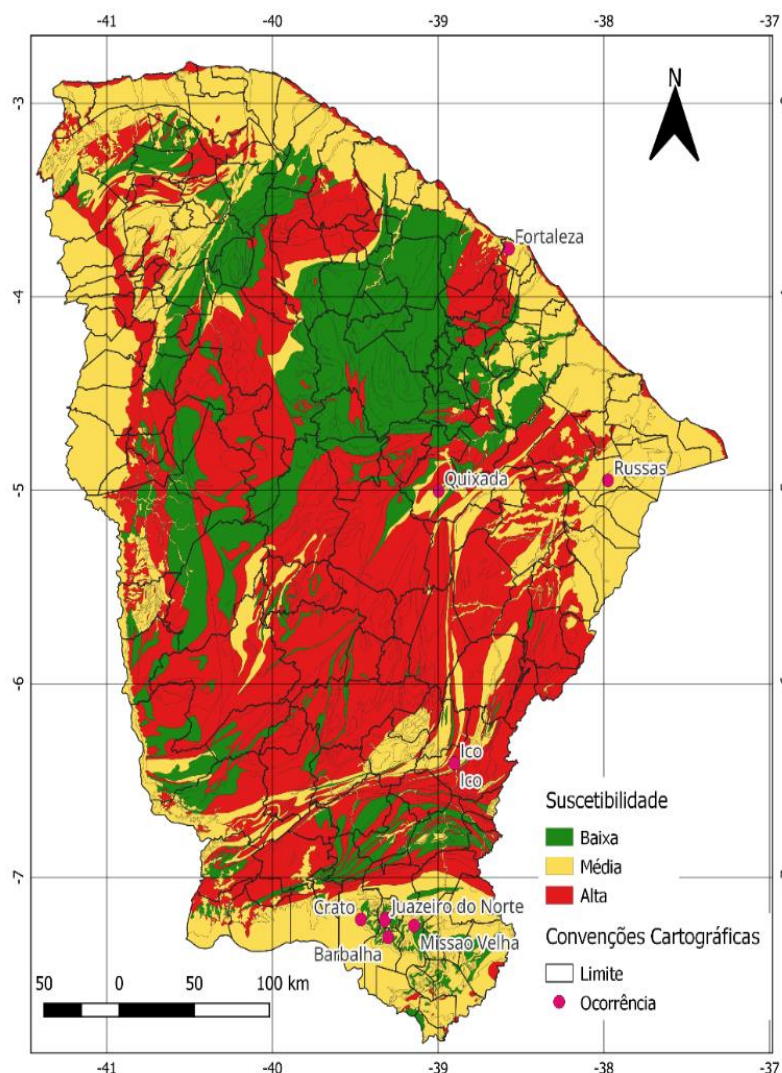 -41 -40 -39 -38 -37
N
-3
Fortaleza
-4
Quixada
Russas
-5
-6
Ico
Ico
Suscetibilidade
Baixa
Média
Alta
-7
Crato
Juazeiro do Norte
Barbalha
Missao Velha
Convenções Cartográficas
Limite
Ocorrência
50 0 50 100 km
-41 -40 -39 -38 -37